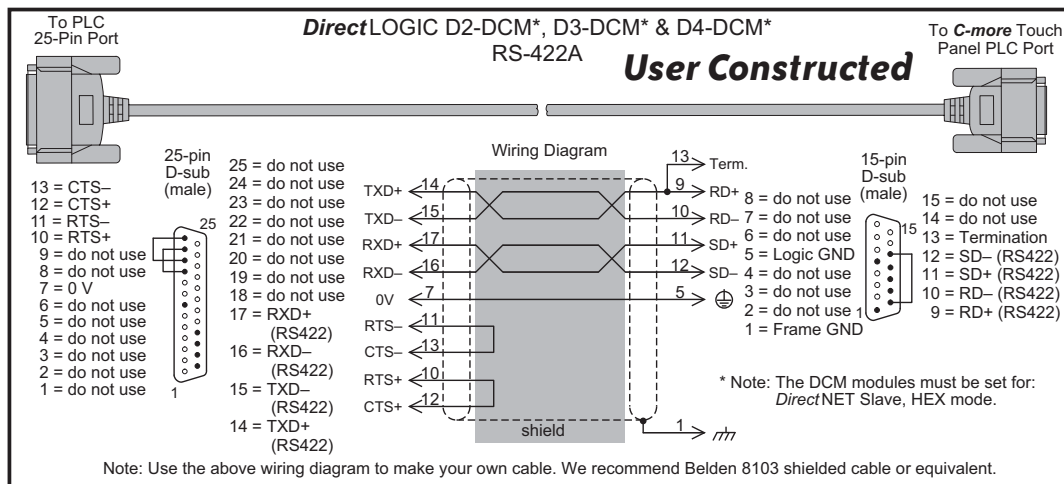 To PLC
25-Pin Port
DirectLOGIC D2-DCM*, D3-DCM* & D4-DCM*
RS-422A
User Constructed
To C-more Touch
Panel PLC Port
13 = CTS–
12 = CTS+
11 = RTS–
10 = RTS+
9 = do not use
8 = do not use
7 = 0 V
6 = do not use
5 = do not use
4 = do not use
3 = do not use
2 = do not use
1 = do not use
25-pin
D-sub
(male)
25
1
25 = do not use
24 = do not use
23 = do not use
22 = do not use
21 = do not use
20 = do not use
19 = do not use
18 = do not use
17 = RXD+
(RS422)
16 = RXD–
(RS422)
15 = TXD–
(RS422)
14 = TXD+
(RS422)
Wiring Diagram
13 Term.
TXD+ 14 9 RD+
TXD– 15 10 RD–
RXD+ 17 11 SD+
RXD– 16 12 SD–
0V 7 5
RTS– 11
CTS– 13
RTS+ 10
CTS+ 12
shield
1
8 = do not use
7 = do not use
6 = do not use
5 = Logic GND
4 = do not use
3 = do not use
2 = do not use
1 = Frame GND
15-pin
D-sub
(male)
15
1
15 = do not use
14 = do not use
13 = Termination
12 = SD– (RS422)
11 = SD+ (RS422)
10 = RD– (RS422)
9 = RD+ (RS422)
* Note: The DCM modules must be set for:
DirectNET Slave, HEX mode.
Note: Use the above wiring diagram to make your own cable. We recommend Belden 8103 shielded cable or equivalent.